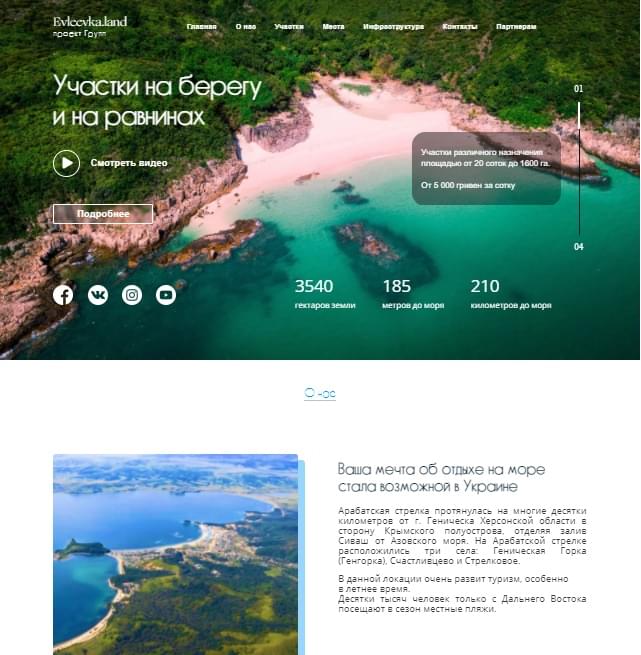 Evleevka.land
проект Групп
Главная О нас Участки Места Инфраструктура Контакты Партнерам
Участки на берегу
и на равнинах
01
Участки различного назначения
площадью от 20 соток до 1600 га.
От 5 000 гривен за сотку
Смотреть видео
Подробнее
04
3540 185 210
гектаров земли метров до моря километров до моря
О нас
Ваша мечта об отдыхе на море
стала возможной в Украине
Арабатская стрелка протянулась на многие десятки
километров от г. Геническа Херсонской области в
сторону Крымского полуострова, отделяя залив
Сиваш от Азовского моря. На Арабатской стрелке
расположились три села: Геническая Горка
(Генгорка), Счастливцево и Стрелковое.
В данной локации очень развит туризм, особенно
в летнее время.
Десятки тысяч человек только с Дальнего Востока
посещают в сезон местные пляжи.